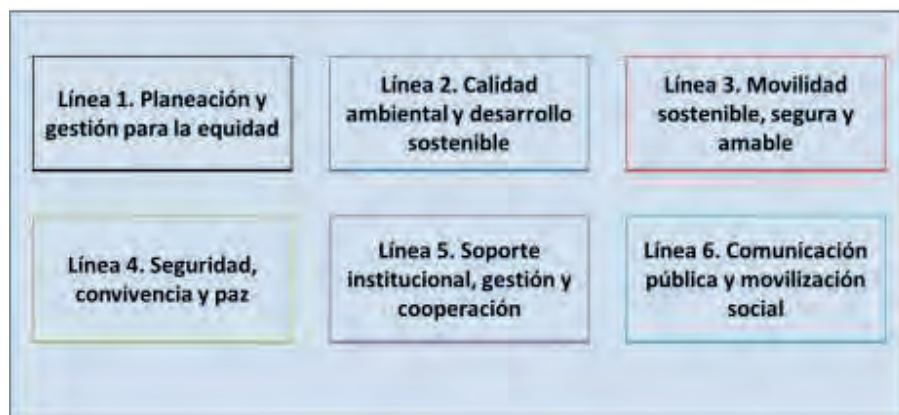 Línea 1. Planeación y
gestión para la equidad
Línea 2. Calidad
ambiental y desarrollo
sostenible
Línea 3. Movilidad
sostenible, segura y
amable
Línea 4. Seguridad,
convivencia y paz
Línea 5. Soporte
institucional, gestión y
cooperación
Línea 6. Comunicación
pública y movilización
social